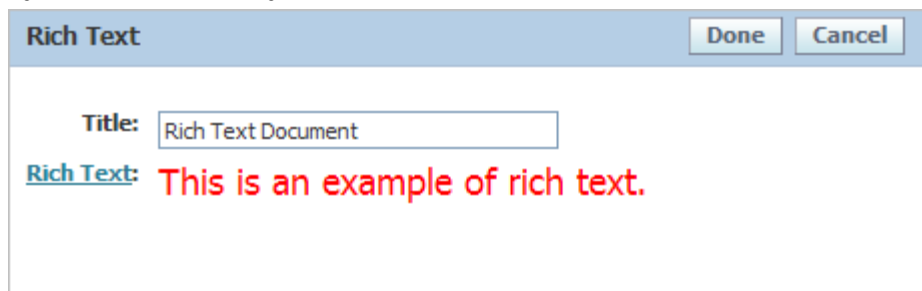 Rich Text Done Cancel
Title: Rich Text Document
Rich Text: This is an example of rich text.